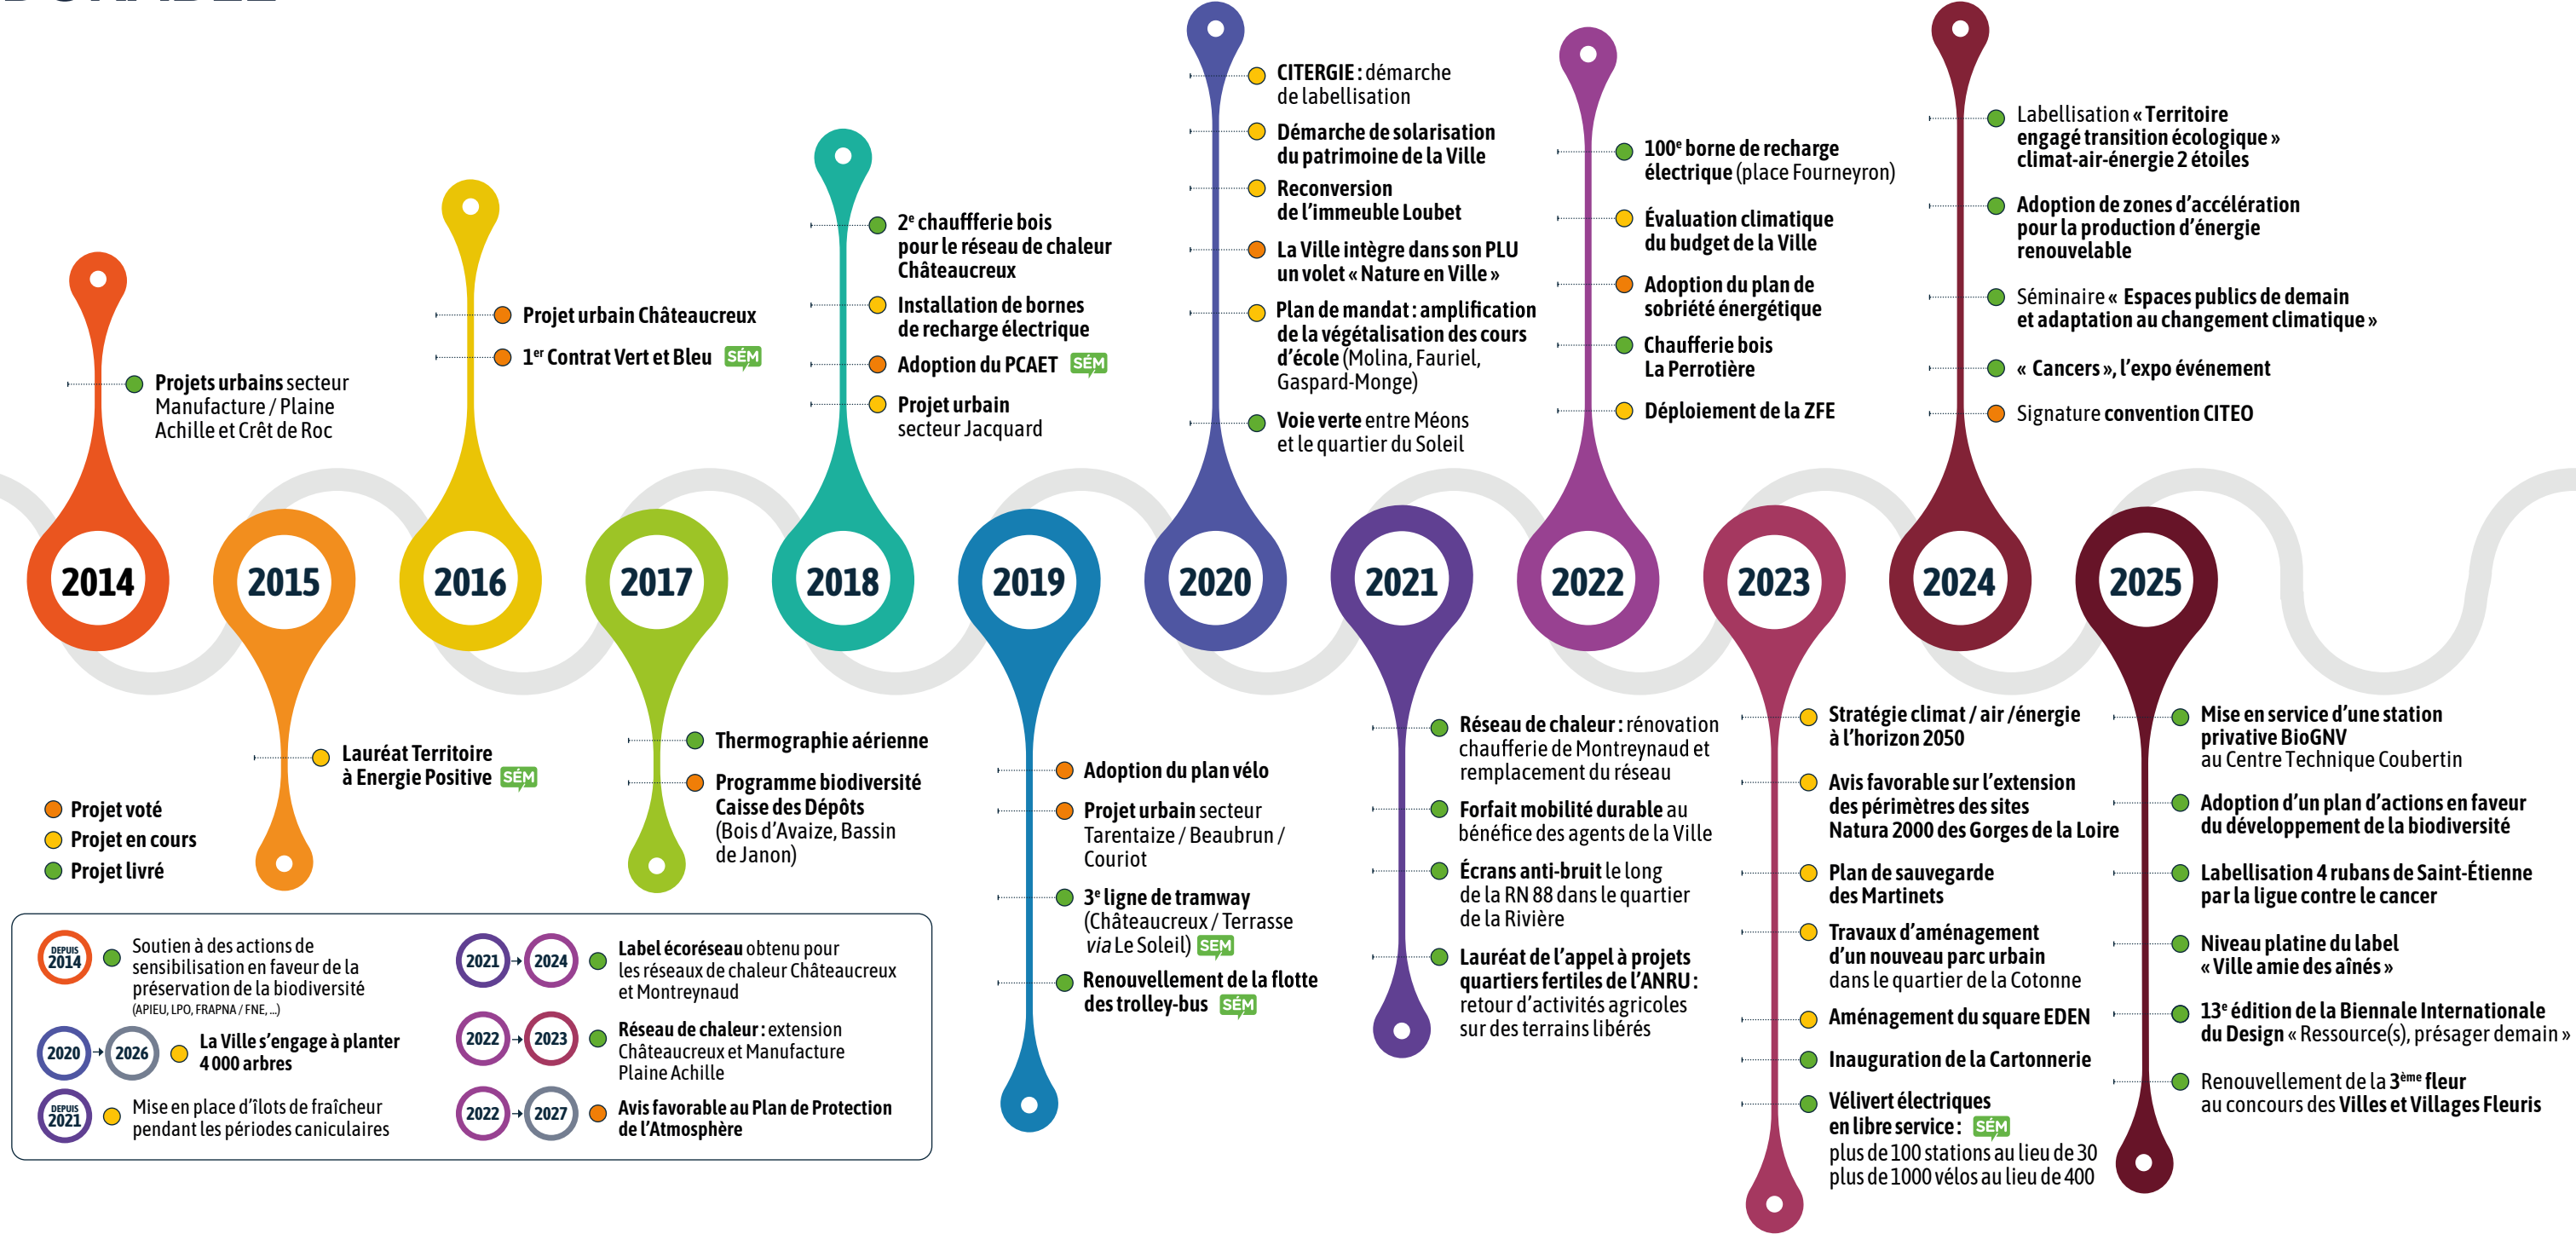 2014
Projets urbains secteur
Manufacture / Plaine
Achille et Crêt de Roc
2015
Lauréat Territoire
à Energie Positive SÉM
2016
Projet urbain Châteaucreux
1er Contrat Vert et Bleu SÉM
2017
Thermographie aérienne
Programme biodiversité
Caisse des Dépôts
(Bois d’Avaize, Bassin
de Janon)
2018
2e chauffferie bois
pour le réseau de chaleur
Châteaucreux
Installation de bornes
de recharge électrique
Adoption du PCAET SÉM
Projet urbain
secteur Jacquard
2019
Adoption du plan vélo
Projet urbain secteur
Tarentaize / Beaubrun /
Couriot
3e ligne de tramway
(Châteaucreux / Terrasse
via Le Soleil) SEM
Renouvellement de la flotte
des trolley-bus SÉM
2020
CITERGIE : démarche
de labellisation
Démarche de solarisation
du patrimoine de la Ville
Reconversion
de l’immeuble Loubet
La Ville intègre dans son PLU
un volet « Nature en Ville »
Plan de mandat : amplification
de la végétalisation des cours
d’école (Molina, Fauriel,
Gaspard-Monge)
Voie verte entre Méons
et le quartier du Soleil
2021
Réseau de chaleur : rénovation
chaufferie de Montreynaud et
remplacement du réseau
Forfait mobilité durable au
bénéfice des agents de la Ville
Écrans anti-bruit le long
de la RN 88 dans le quartier
de la Rivière
Lauréat de l’appel à projets
quartiers fertiles de l’ANRU :
retour d’activités agricoles
sur des terrains libérés
2022
100e borne de recharge
électrique (place Fourneyron)
Évaluation climatique
du budget de la Ville
Adoption du plan de
sobriété énergétique
Chaufferie bois
La Perrotière
Déploiement de la ZFE
2023
Stratégie climat / air /énergie
à l’horizon 2050
Avis favorable sur l’extension
des périmètres des sites
Natura 2000 des Gorges de la Loire
Plan de sauvegarde
des Martinets
Travaux d’aménagement
d’un nouveau parc urbain
dans le quartier de la Cotonne
Aménagement du square EDEN
Inauguration de la Cartonnerie
Vélivert électriques
en libre service : SÉM
plus de 100 stations au lieu de 30
plus de 1000 vélos au lieu de 400
2024
Labellisation « Territoire
engagé transition écologique »
climat-air-énergie 2 étoiles
Adoption de zones d’accélération
pour la production d’énergie
renouvelable
Séminaire « Espaces publics de demain
et adaptation au changement climatique »
« Cancers », l’expo événement
Signature convention CITEO
2025
Mise en service d’une station
privative BioGNV
au Centre Technique Coubertin
Adoption d’un plan d’actions en faveur
du développement de la biodiversité
Labellisation 4 rubans de Saint-Étienne
par la ligue contre le cancer
Niveau platine du label
« Ville amie des aînés »
13e édition de la Biennale Internationale
du Design « Ressource(s), présager demain »
Renouvellement de la 3ème fleur
au concours des Villes et Villages Fleuris
Projet voté
Projet en cours
Projet livré
DEPUIS
2014
Soutien à des actions de
sensibilisation en faveur de la
préservation de la biodiversité
(APIEU, LPO, FRAPNA / FNE, ...)
2020 2026
La Ville s’engage à planter
4 000 arbres
DEPUIS
2021
Mise en place d’îlots de fraîcheur
pendant les périodes caniculaires
2021 2024
Label écoréseau obtenu pour
les réseaux de chaleur Châteaucreux
et Montreynaud
2022 2023
Réseau de chaleur : extension
Châteaucreux et Manufacture
Plaine Achille
2022 2027
Avis favorable au Plan de Protection
de l’Atmosphère